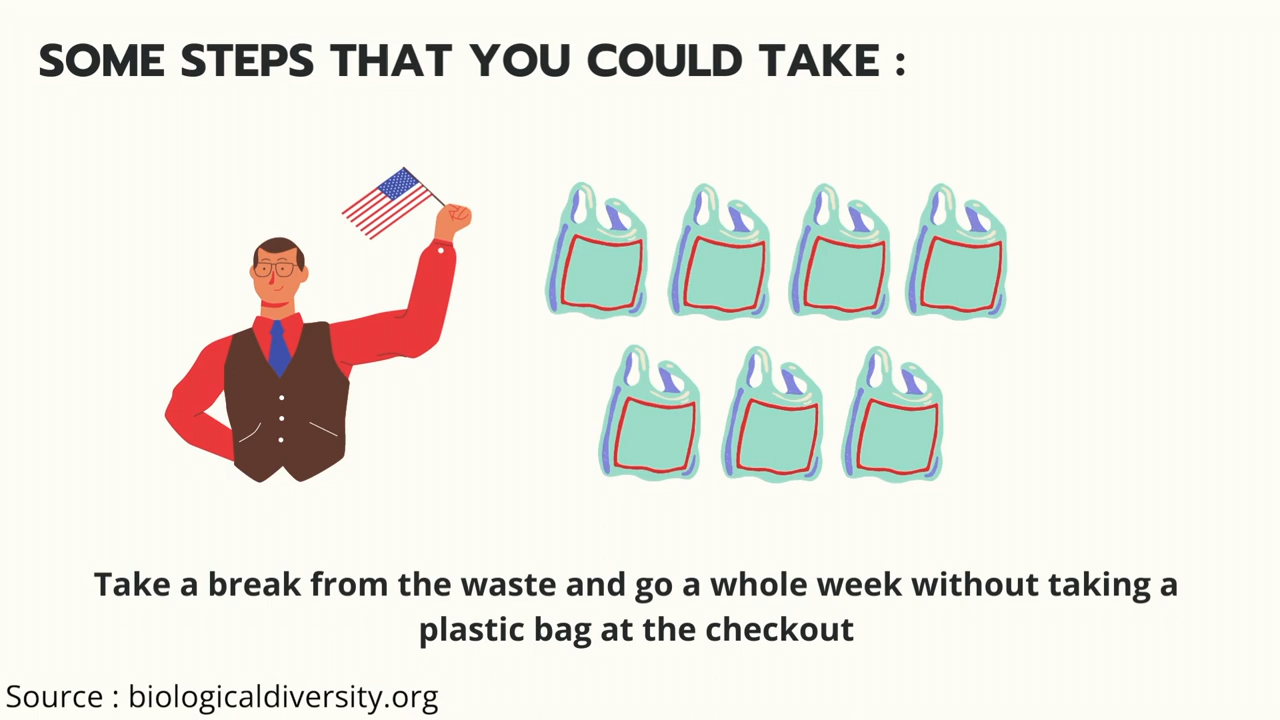 SOME STEPS THAT YOU COULD TAKE :
Take a break from the waste and go a whole week without taking a
plastic bag at the checkout
Source : biologicaldiversity.org